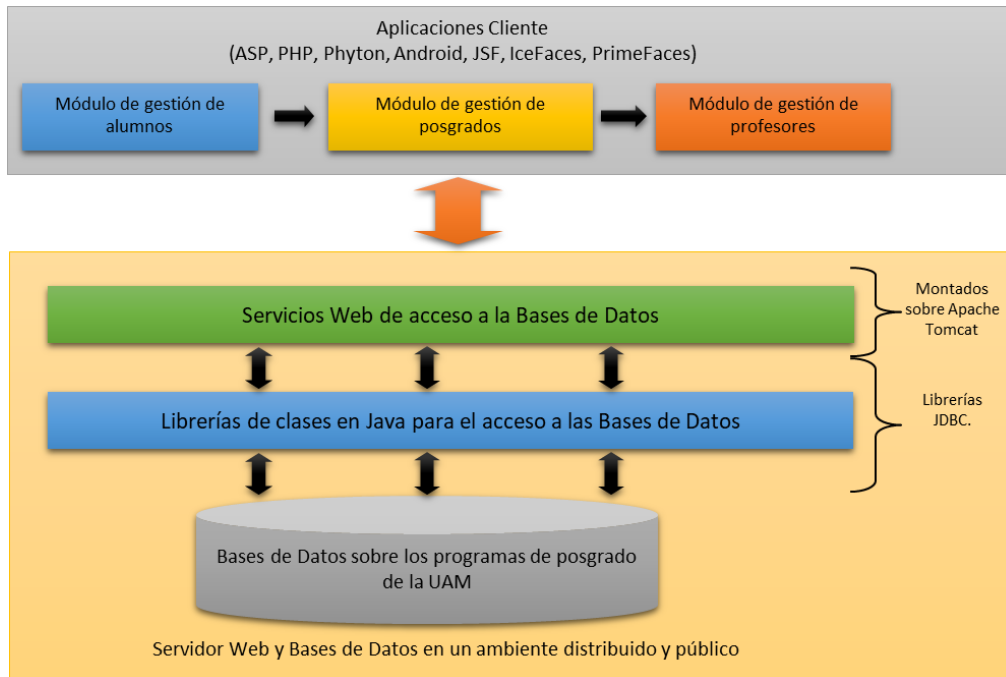 Aplicaciones Cliente
(ASP, PHP, Phyton, Android, JSF, IceFaces, PrimeFaces)
Módulo de gestión de
alumnos
Módulo de gestión de
posgrados
Módulo de gestión de
profesores
Servicios Web de acceso a la Bases de Datos
Montados
sobre Apache
Tomcat
Librerías de clases en Java para el acceso a las Bases de Datos
Librerías
JDBC.
Bases de Datos sobre los programas de posgrado
de la UAM
Servidor Web y Bases de Datos en un ambiente distribuido y público